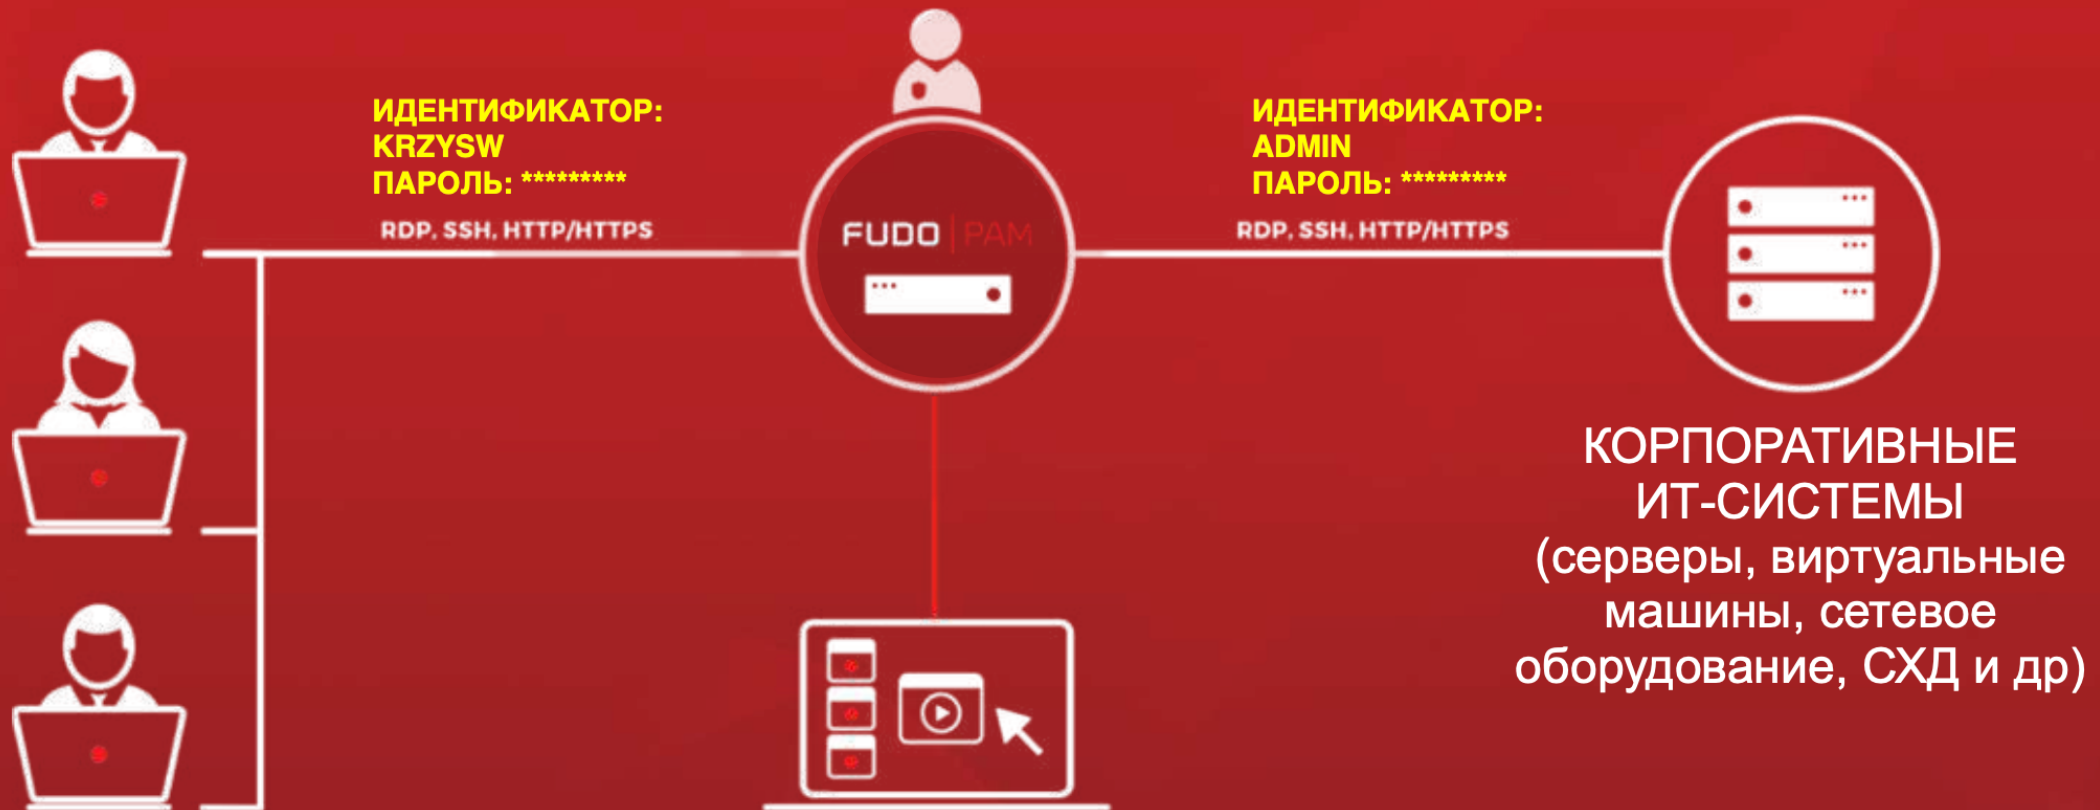 ИДЕНТИФИКАТОР:
KRZYSW
ПАРОЛЬ: *********
RDP, SSH, HTTP/HTTPS
FUDO | PAM
ИДЕНТИФИКАТОР:
ADMIN
ПАРОЛЬ: *********
RDP, SSH, HTTP/HTTPS
КОРПОРАТИВНЫЕ
ИТ-СИСТЕМЫ
(серверы, виртуальные
машины, сетевое
оборудование, СХД и др)